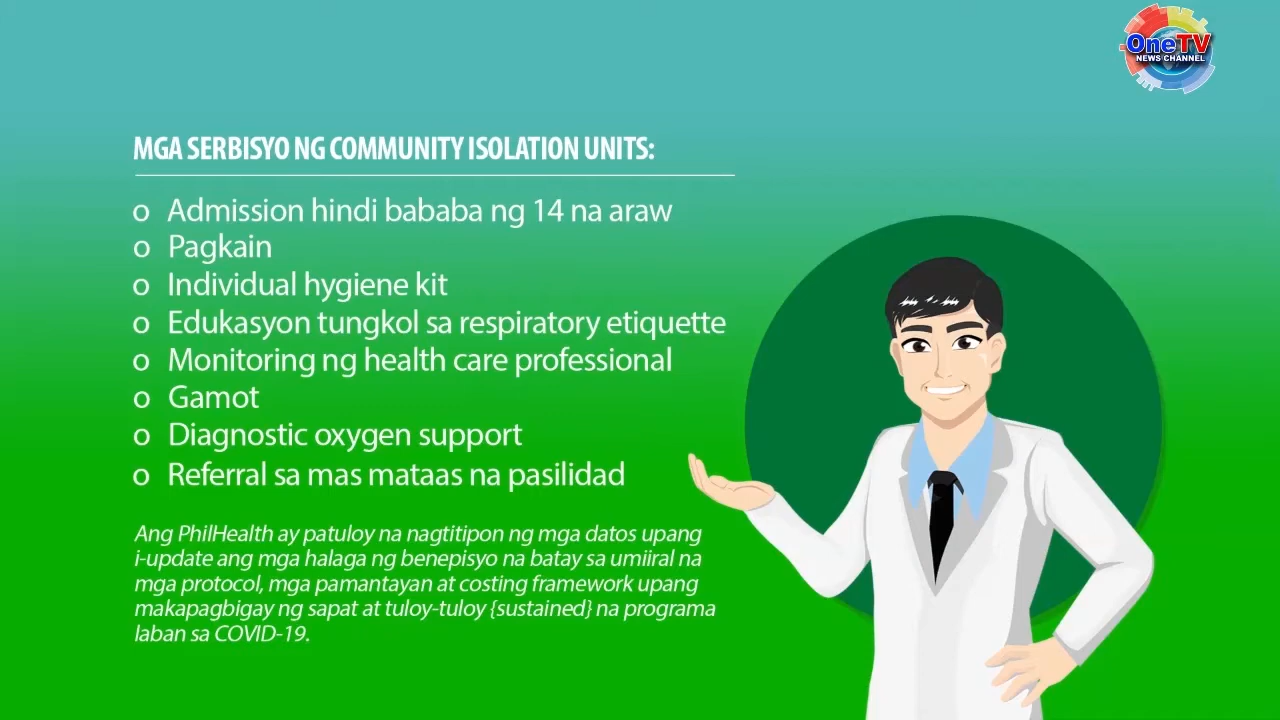 OneTV
NEWS CHANNEL
MGA SERBISYO NG COMMUNITY ISOLATION UNITS:
o Admission hindi bababa ng 14 na araw
o Pagkain
o Individual hygiene kit
o Edukasyon tungkol sa respiratory etiquette
o Monitoring ng health care professional
o Gamot
o Diagnostic oxygen support
o Referral sa mas mataas na pasilidad
Ang PhilHealth ay patuloy na nagtitipon ng mga datos upang
i-update ang mga halaga ng benepisyo na batay sa umiiral na
mga protocol, mga pamantayan at costing framework upang
makapagbigay ng sapat at tuloy-tuloy {sustained} na programa
laban sa COVID-19.